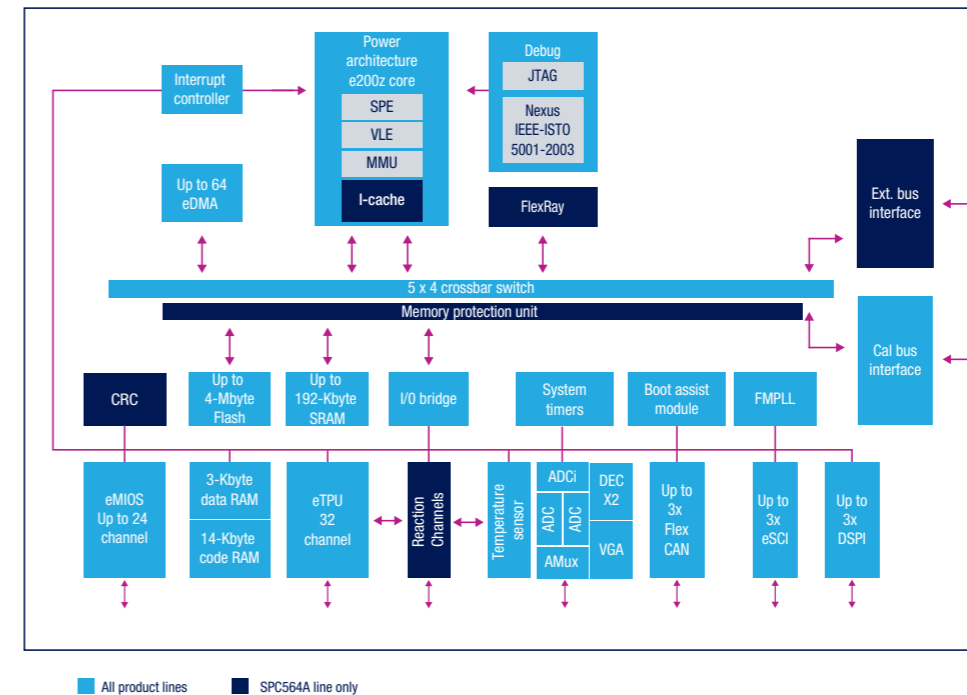 Power
architecture
e200z core
SPE
VLE
MMU
I-cache
Debug
JTAG
Nexus
IEEE-ISTO
5001-2003
Interrupt
controller
Up to 64
eDMA
FlexRay
Ext. bus
interface
5 x 4 crossbar switch
Memory protection unit
Cal bus
interface
CRC
Up to
4-Mbyte
Flash
Up to
192-Kbyte
SRAM
I/0 bridge
System
timers
Boot assist
module
FMPLL
eMIOS
Up to 24
channel
3-Kbyte
data RAM
14-Kbyte
code RAM
eTPU
32
channel
Reaction
Channels
Temperature
sensor
ADCi
ADC
ADC
AMux
DEC
X2
VGA
Up to
3x
Flex
CAN
Up to
3x
eSCI
Up to
3x
DSPI
All product lines
SPC564A line only